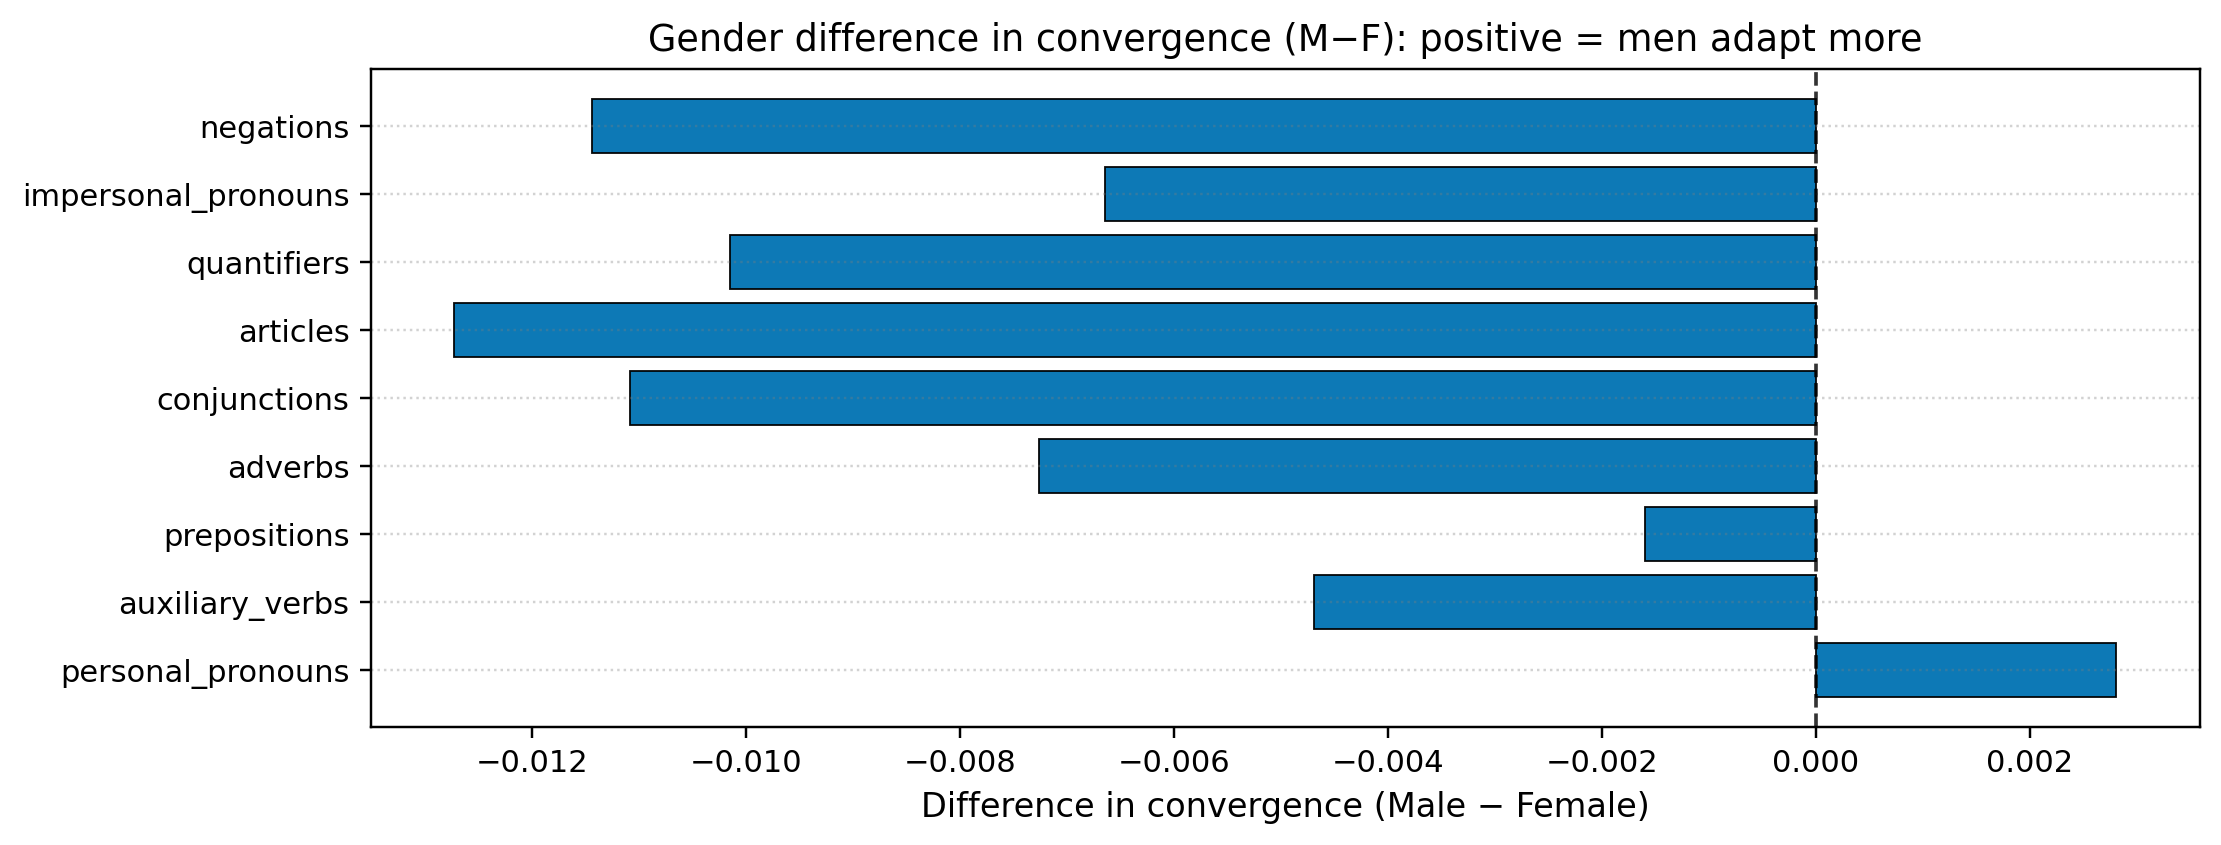 Gender difference in convergence (M−F): positive = men adapt more
negations
impersonal_pronouns
quantifiers
articles
conjunctions
adverbs
prepositions
auxiliary_verbs
personal_pronouns
−0.012 −0.010 −0.008 −0.006 −0.004 −0.002 0.000 0.002
Difference in convergence (Male − Female)